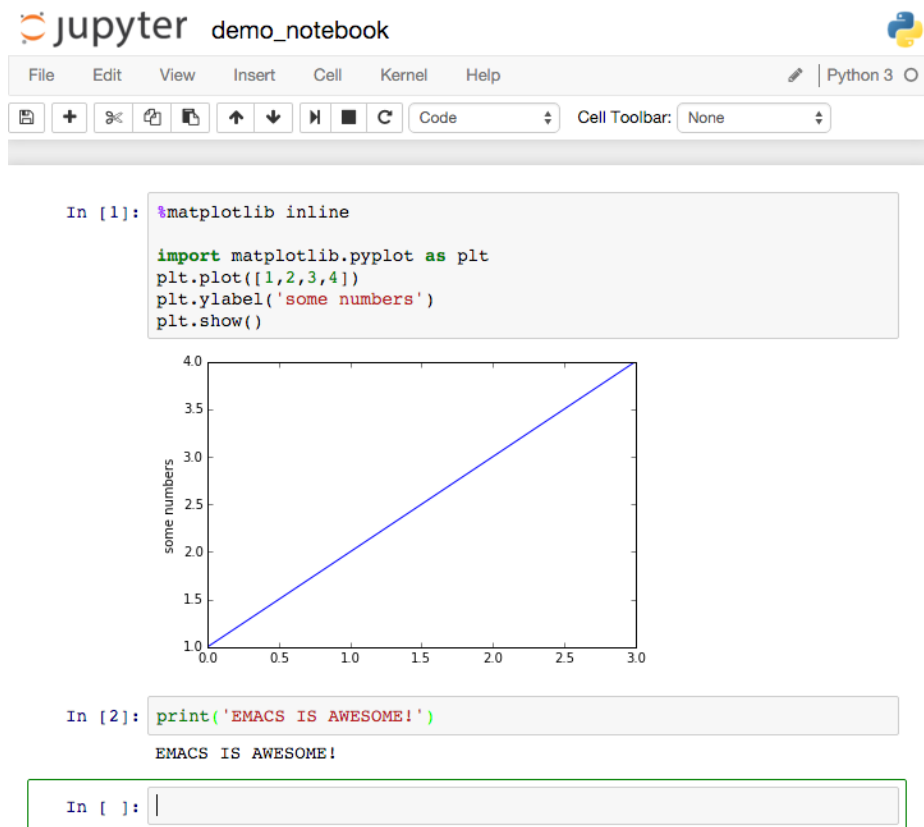 jupyter demo_notebook
File Edit View Insert Cell Kernel Help Python 3
Code Cell Toolbar: None
In [1]: %matplotlib inline
import matplotlib.pyplot as plt
plt.plot([1,2,3,4])
plt.ylabel('some numbers')
plt.show()
4.0
3.5
3.0
2.5
2.0
1.5
1.0
some numbers
0.0 0.5 1.0 1.5 2.0 2.5 3.0
In [2]: print('EMACS IS AWESOME!')
EMACS IS AWESOME!
In [ ]: